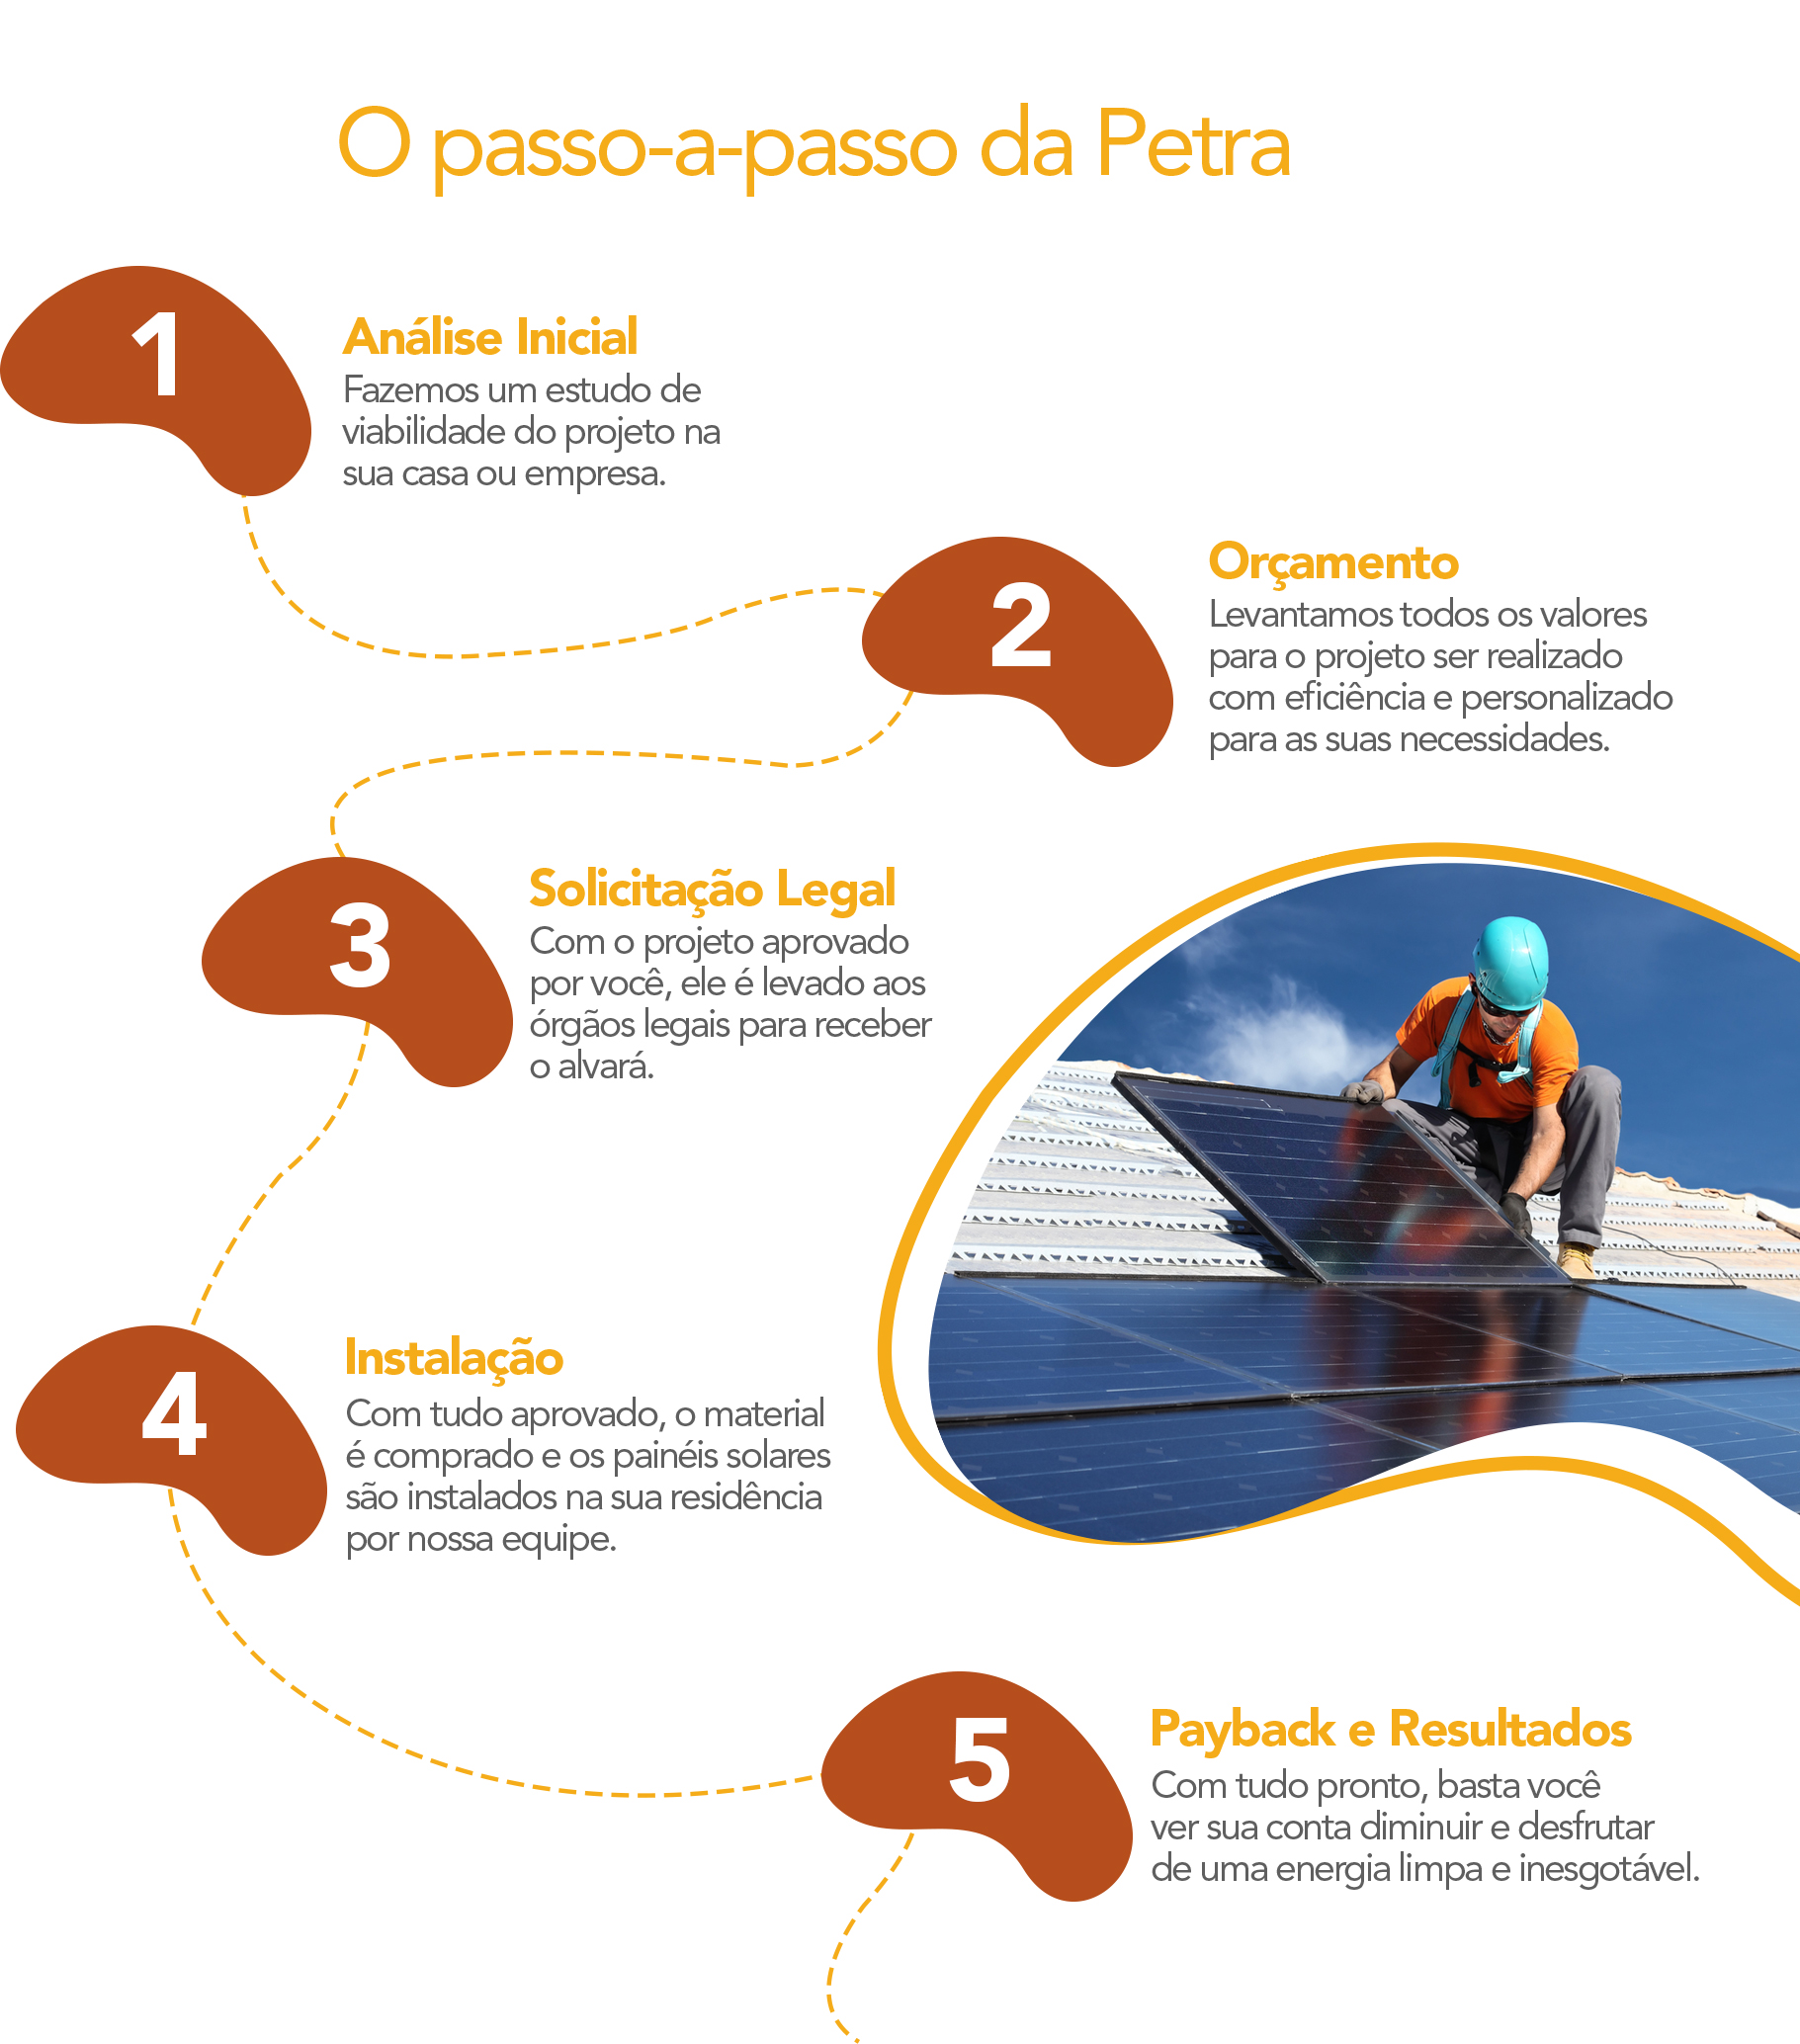 O passo-a-passo da Petra
1
Análise Inicial
Fazemos um estudo de
viabilidade do projeto na
sua casa ou empresa.
2
Orçamento
Levantamos todos os valores
para o projeto ser realizado
com eficiência e personalizado
para as suas necessidades.
3
Solicitação Legal
Com o projeto aprovado
por você, ele é levado aos
órgãos legais para receber
o alvará.
4
Instalação
Com tudo aprovado, o material
é comprado e os painéis solares
são instalados na sua residência
por nossa equipe.
5
Payback e Resultados
Com tudo pronto, basta você
ver sua conta diminuir e desfrutar
de uma energia limpa e inesgotável.